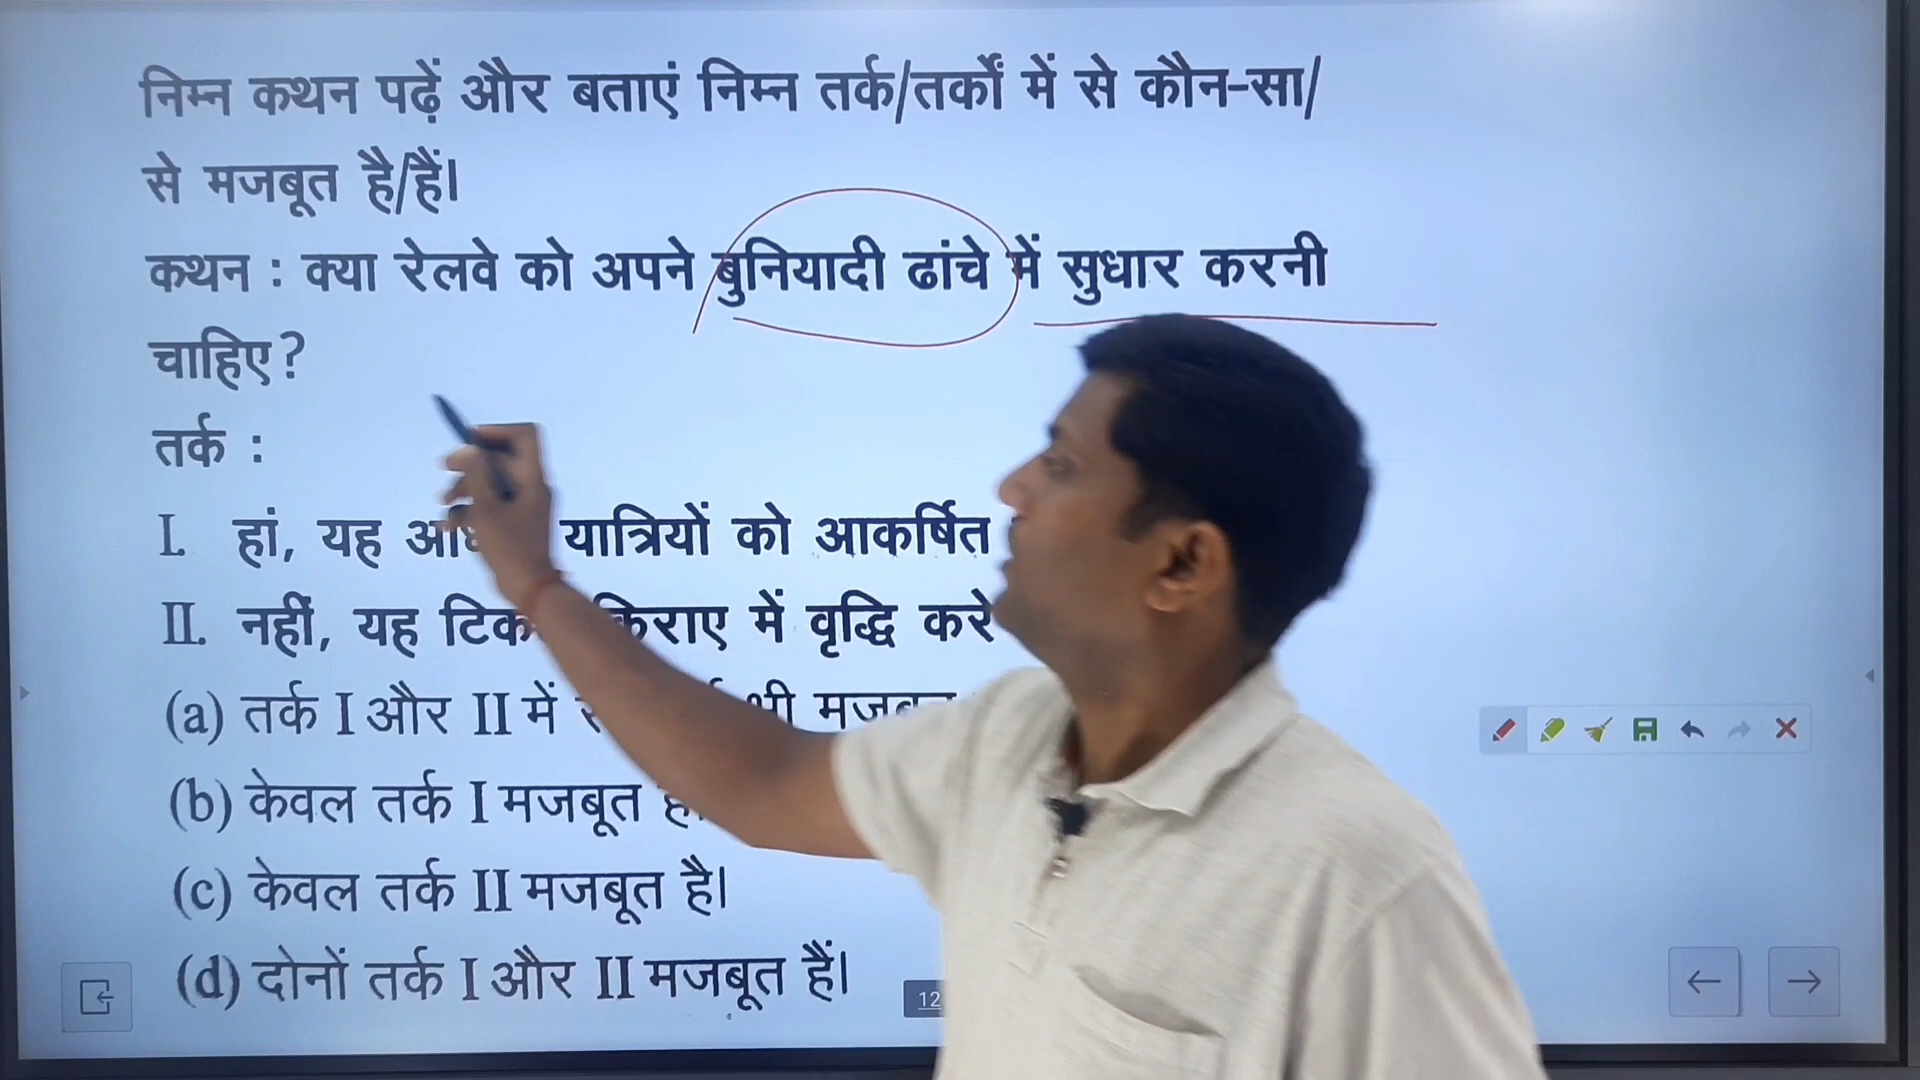 निम्न कथन पढ़ें और बताएं निम्न तर्क/तर्कों में से कौन-सा/
से मजबूत है/हैं।
कथन : क्या रेलवे को अपने बुनियादी ढांचे में सुधार करनी
चाहिए?
तर्क :
I. हां, यह यात्रियों को आकर्षित
II. नहीं, यह में वृद्धि
(a) तर्क I और II में
(b) केवल तर्क I मजबूत
(c) केवल तर्क II मजबूत है।
(d) दोनों तर्क I और II मजबूत हैं।
12